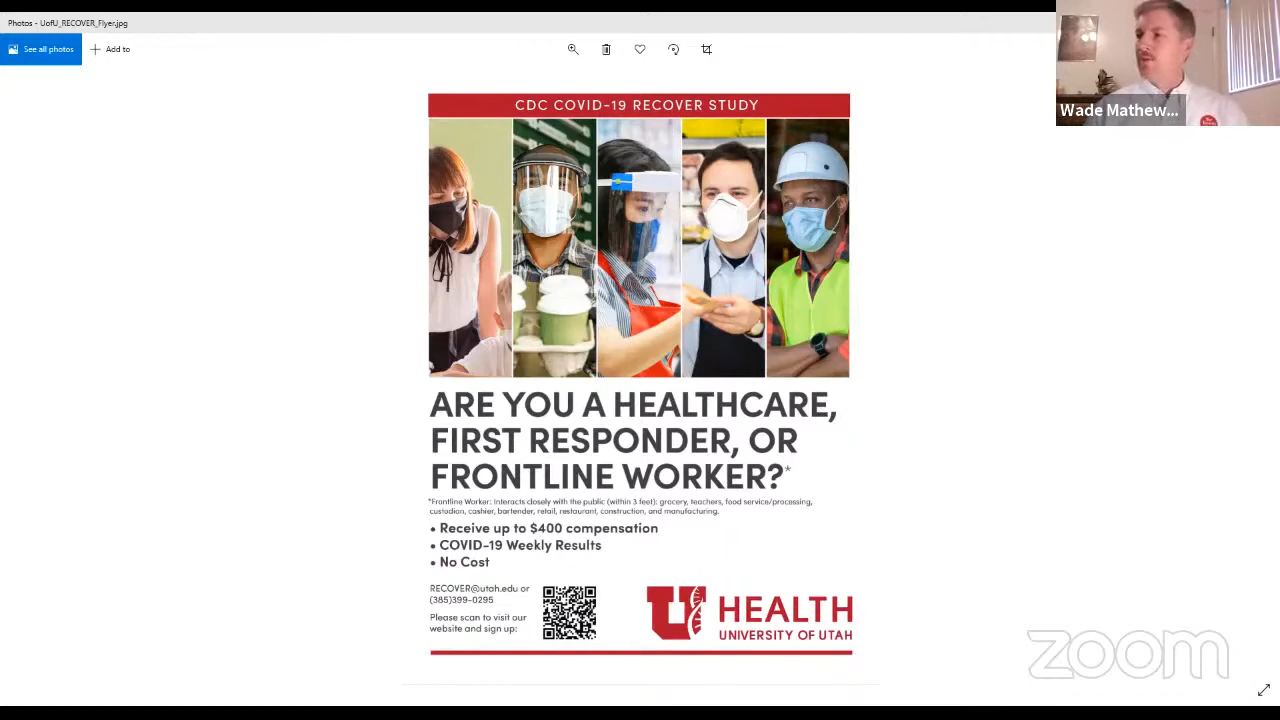 Photos - UofU_RECOVER_Flyer.jpg
See all photos
Add to
Wade Mathew...
CDC COVID-19 RECOVER STUDY
ARE YOU A HEALTHCARE,
FIRST RESPONDER, OR
FRONTLINE WORKER?*
*Frontline Worker: Interacts closely with the public (within 3 feet): grocery, teachers, food service/processing,
custodian, cashier, bartender, retail, restaurant, construction, and manufacturing.
• Receive up to $400 compensation
• COVID-19 Weekly Results
• No Cost
RECOVER@utah.edu or
(385)399-0295
Please scan to visit our
website and sign up:
U HEALTH
UNIVERSITY OF UTAH
zoom